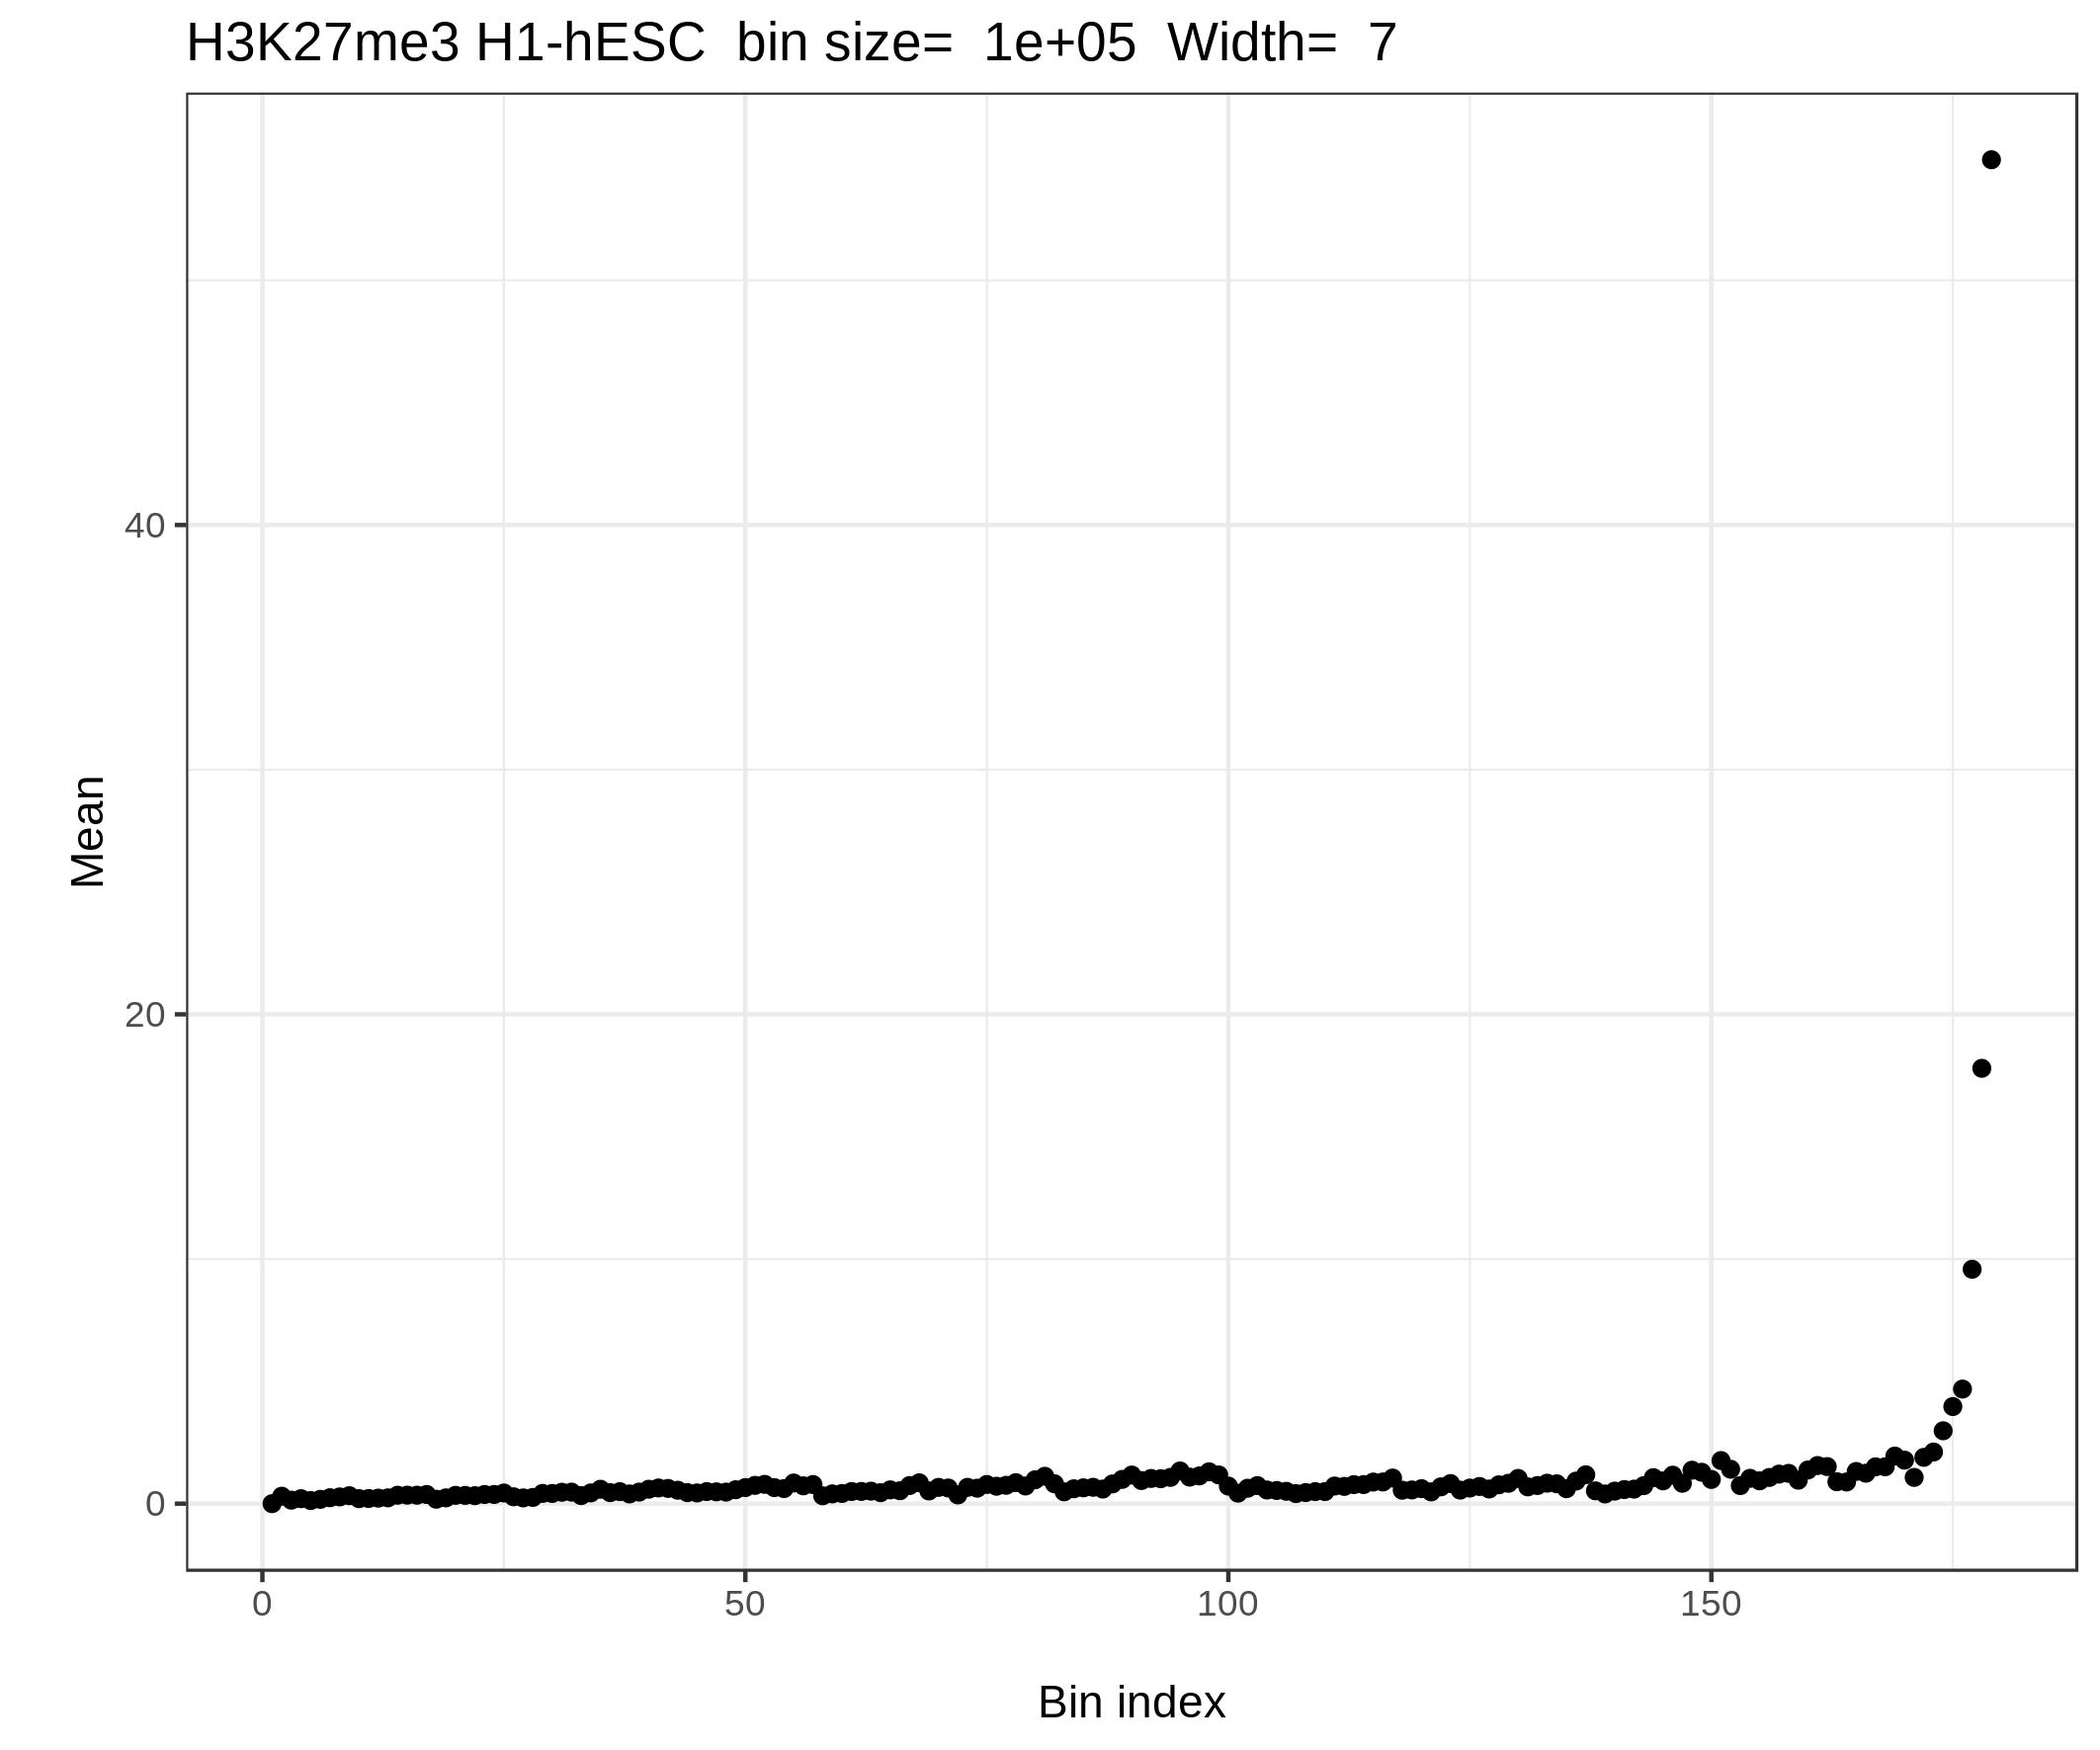 H3K27me3 H1-hESC  bin size=  1e+05  Width=  7
40
20
0
Mean
0 50 100 150
Bin index